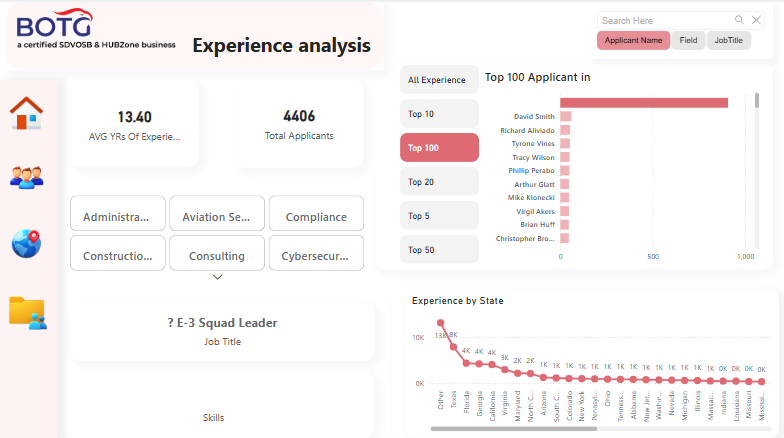 BOTG
a certified SDVOSB & HUBZone business
Experience analysis
Search Here
Applicant Name
Field
JobTitle
13.40
AVG YRs Of Experie...
4406
Total Applicants
All Experience
Top 10
Top 100
Top 20
Top 5
Top 50
Top 100 Applicant in
David Smith
Richard Aliviado
Tyrone Vines
Tracy Wilson
Phillip Perabo
Arthur Glatt
Mike Klonecki
Virgil Akers
Brian Huff
Christopher Bro...
0 500 1,000
Administra...
Aviation Se...
Compliance
Constructio...
Consulting
Cybersecur...
? E-3 Squad Leader
Job Title
Skills
Experience by State
10K
0K
13K 8K 4K 4K 4K 3K 2K 2K 1K 1K 1K 1K 1K 1K 1K 1K 1K 1K 1K 1K 1K 0K 0K 0K 0K
Other
Texas
Florida
Georgia
California
Virginia
Maryland
North C...
Arizona
South C...
Colorado
New York
Pennsyl...
Ohio
Tenness...
Alabama
New Jer...
Washin...
Nevada
Michigan
Illinois
Massac...
Indiana
Louisiana
Missouri
Mississi...